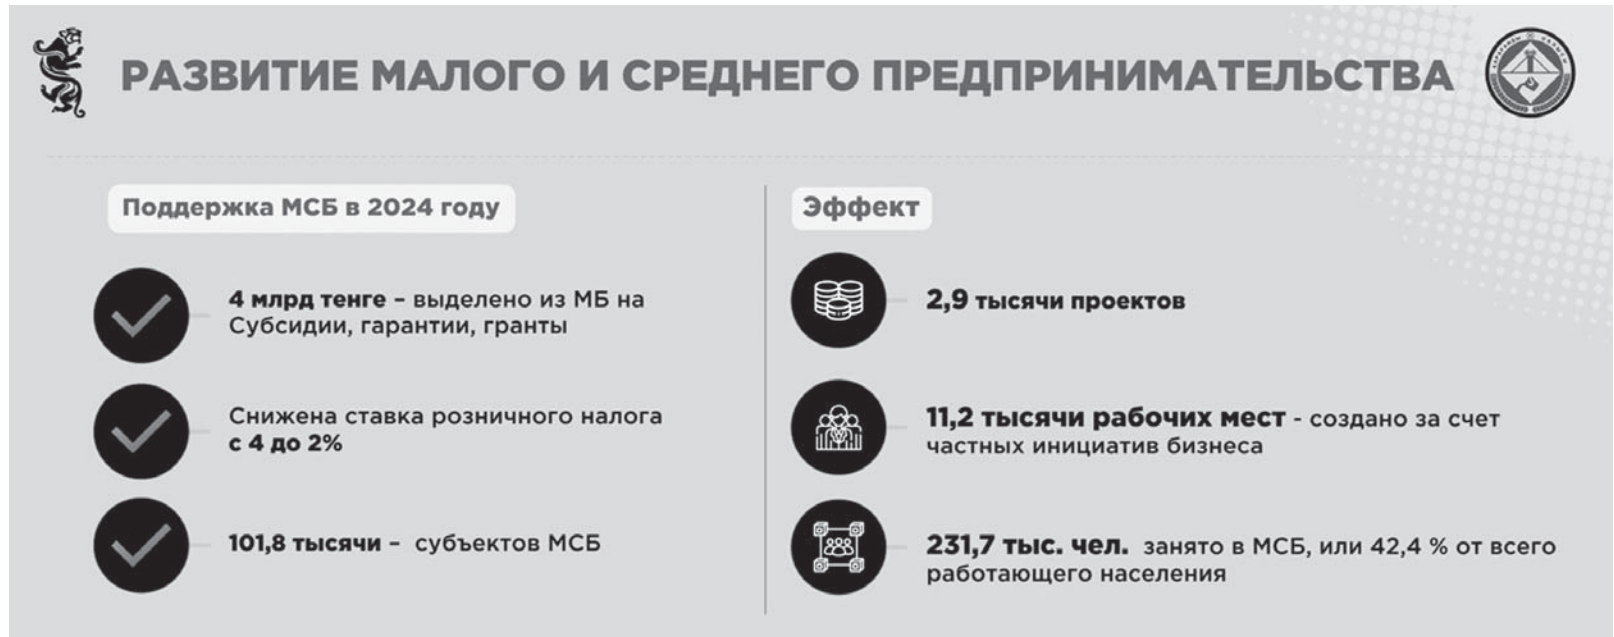 РАЗВИТИЕ МАЛОГО И СРЕДНЕГО ПРЕДПРИНИМАТЕЛЬСТВА
Поддержка МСБ в 2024 году
4 млрд тенге – выделено из МБ на
Субсидии, гарантии, гранты
Снижена ставка розничного налога
с 4 до 2%
101,8 тысячи – субъектов МСБ
Эффект
2,9 тысячи проектов
11,2 тысячи рабочих мест - создано за счет
частных инициатив бизнеса
231,7 тыс. чел. занято в МСБ, или 42,4 % от всего
работающего населения